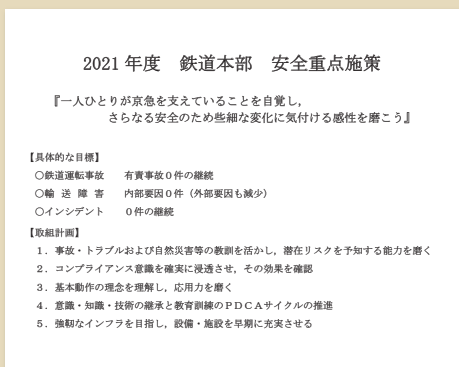 2021 年度　鉄道本部　安全重点施策
『一人ひとりが京急を支えていることを自覚し，
さらなる安全のため些細な変化に気付ける感性を磨こう』
【具体的な目標】
○鉄道運転事故　　有責事故０件の継続
○輸 送 障 害　　内部要因０件（外部要因も減少）
○インシデント　　０件の継続
【取組計画】
１．事故・トラブルおよび自然災害等の教訓を活かし，潜在リスクを予知する能力を磨く
２．コンプライアンス意識を確実に浸透させ，その効果を確認
３．基本動作の理念を理解し，応用力を磨く
４．意識・知識・技術の継承と教育訓練のＰＤＣＡサイクルの推進
５．強靭なインフラを目指し，設備・施設を早期に充実させる